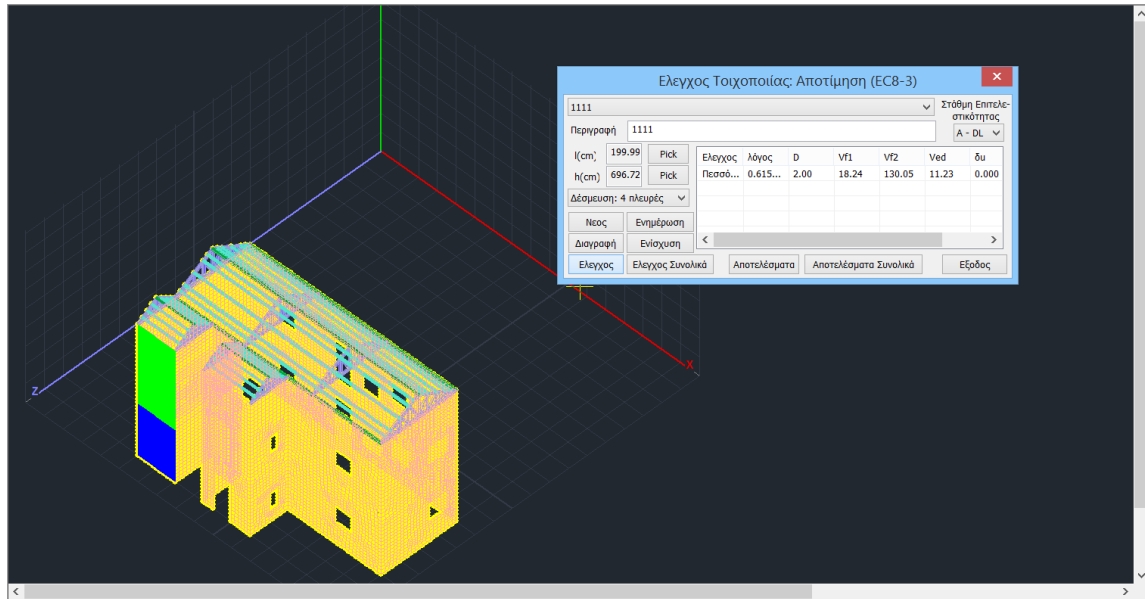 Ελεγχος Τοιχοποιίας: Αποτίμηση (EC8-3)
1111
Στάθμη Επιτελε-
στικότητας
Περιγραφή 1111
A - DL
l(cm) 199.99 Pick
h(cm) 696.72 Pick
Δέσμευση: 4 πλευρές
Νεος Ενημέρωση
Διαγραφή Ενίσχυση
Ελεγχος λόγος D Vf1 Vf2 Ved δu
Πεσσό... 0.615... 2.00 18.24 130.05 11.23 0.000
Ελεγχος Ελεγχος Συνολικά Αποτελέσματα Αποτελέσματα Συνολικά Εξοδος
X
Z